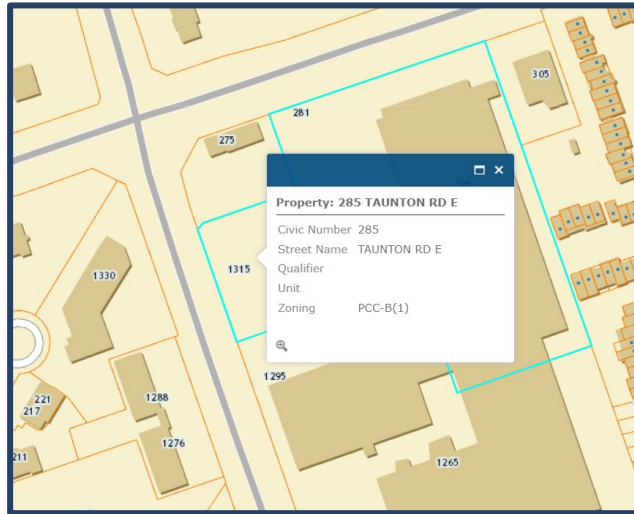 305
281
275
Property: 285 TAUNTON RD E
Civic Number 285
Street Name TAUNTON RD E
Qualifier
Unit
Zoning PCC-B(1)
1315
1330
1295
1288
221
217
1276
211
1265